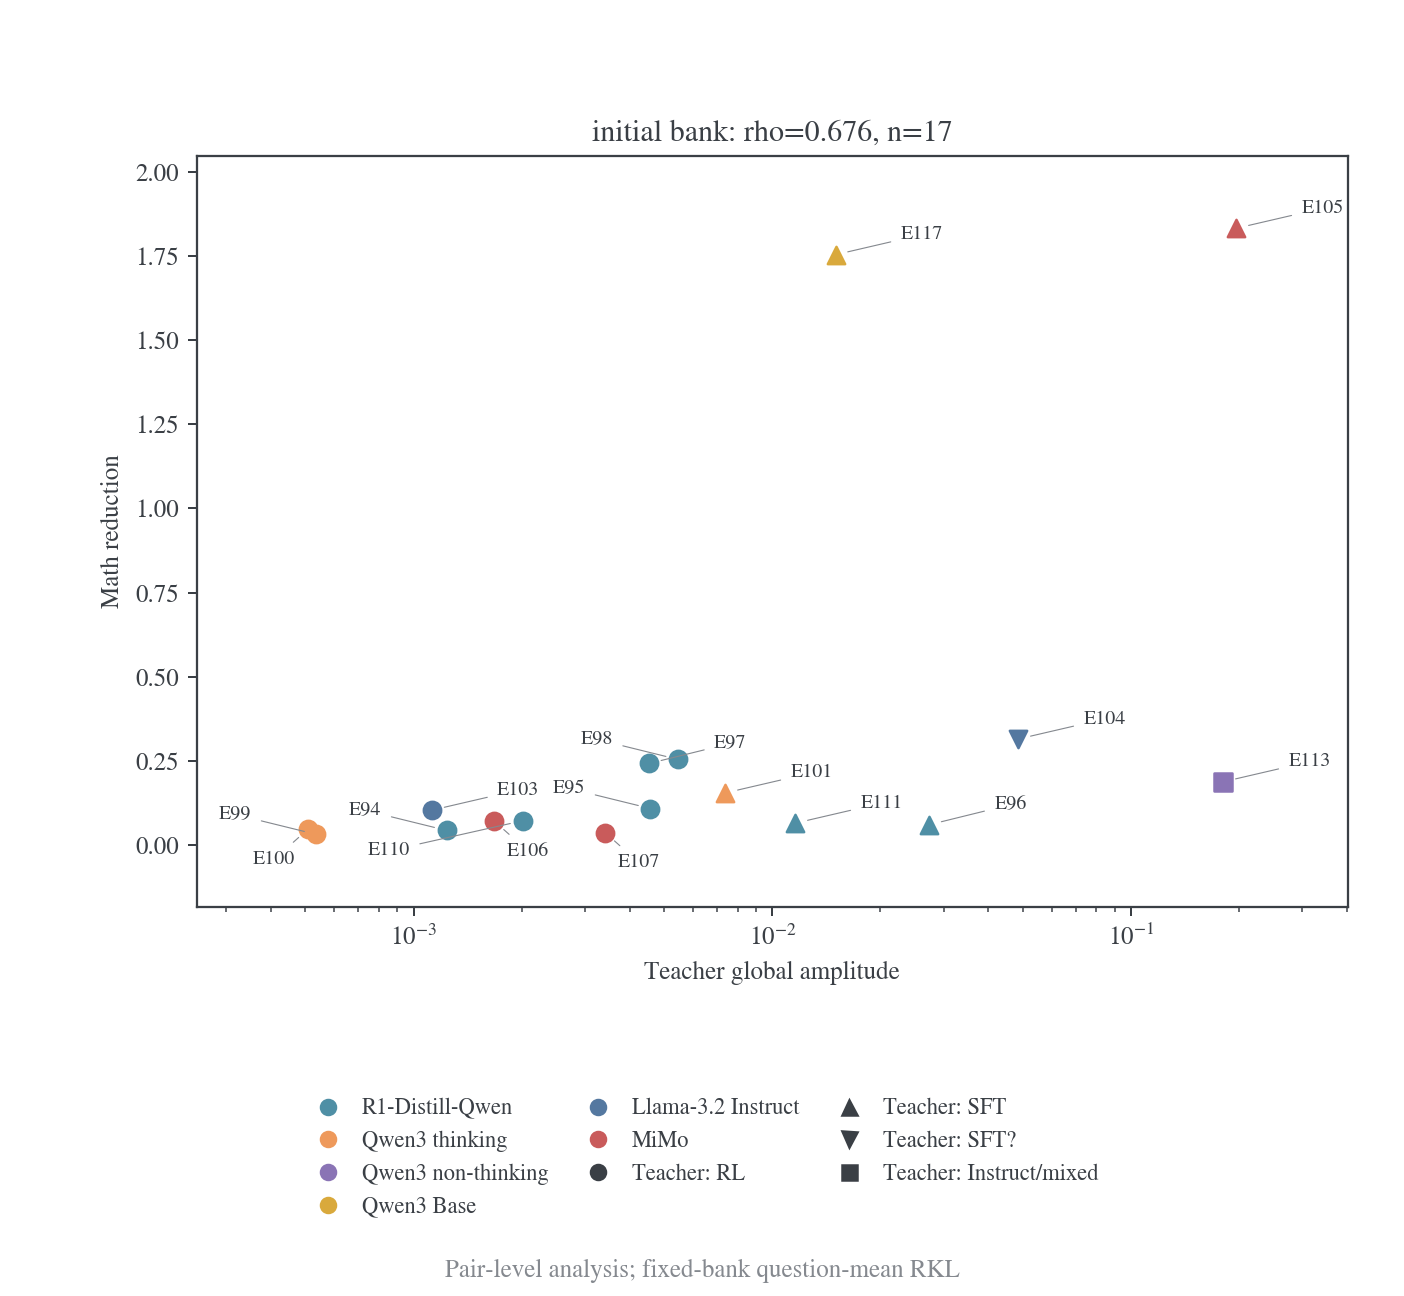 initial bank: rho=0.676, n=17
2.00
1.75
1.50
1.25
1.00
0.75
0.50
0.25
0.00
Math reduction
E105
E117
E104
E98
E97
E113
E101
E95
E103
E111
E96
E99
E94
E110
E106
E100
E107
10⁻³
10⁻²
10⁻¹
Teacher global amplitude
R1-Distill-Qwen
Qwen3 thinking
Qwen3 non-thinking
Qwen3 Base
Llama-3.2 Instruct
MiMo
Teacher: RL
Teacher: SFT
Teacher: SFT?
Teacher: Instruct/mixed
Pair-level analysis; fixed-bank question-mean RKL